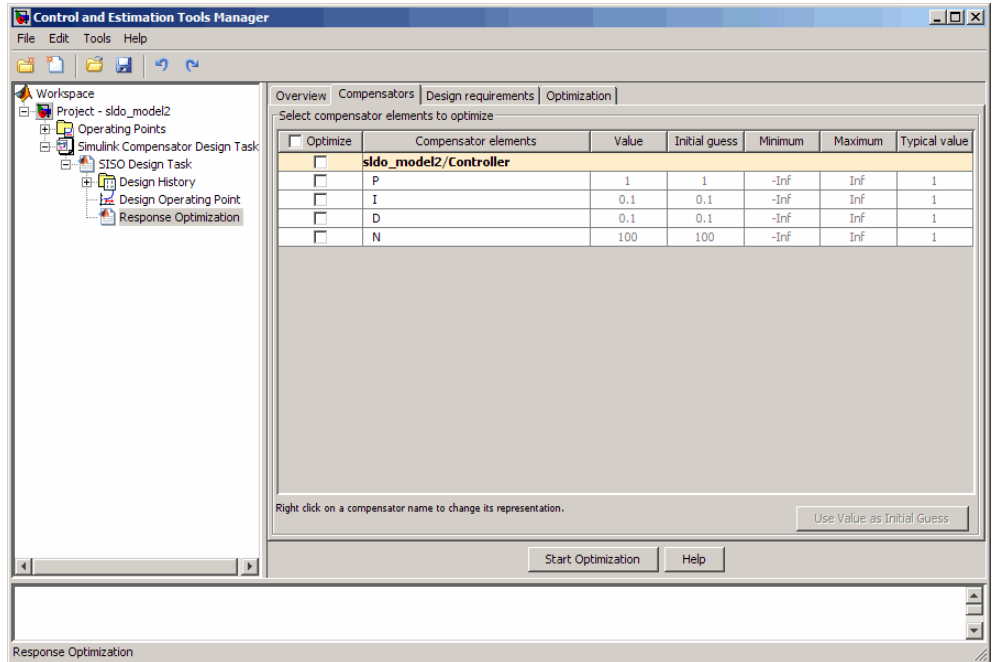 Control and Estimation Tools Manager
File Edit Tools Help
Workspace
Project - sldo_model2
Operating Points
Simulink Compensator Design Task
SISO Design Task
Design History
Design Operating Point
Response Optimization
Overview Compensators Design requirements Optimization
Select compensator elements to optimize
Optimize Compensator elements Value Initial guess Minimum Maximum Typical value
sldo_model2/Controller
P 1 1 -Inf Inf 1
I 0.1 0.1 -Inf Inf 1
D 0.1 0.1 -Inf Inf 1
N 100 100 -Inf Inf 1
Right click on a compensator name to change its representation.
Use Value as Initial Guess
Start Optimization Help
Response Optimization